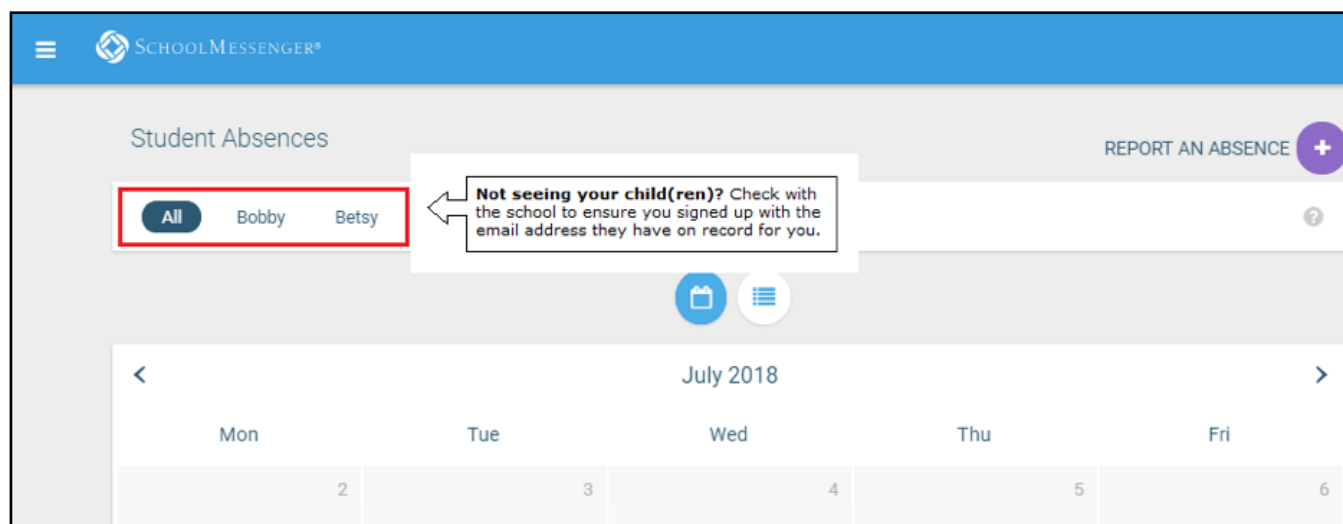 SCHOOLMESSENGER®
Student Absences
REPORT AN ABSENCE +
All Bobby Betsy
Not seeing your child(ren)? Check with
the school to ensure you signed up with the
email address they have on record for you.
?
< July 2018 >
Mon Tue Wed Thu Fri
2 3 4 5 6